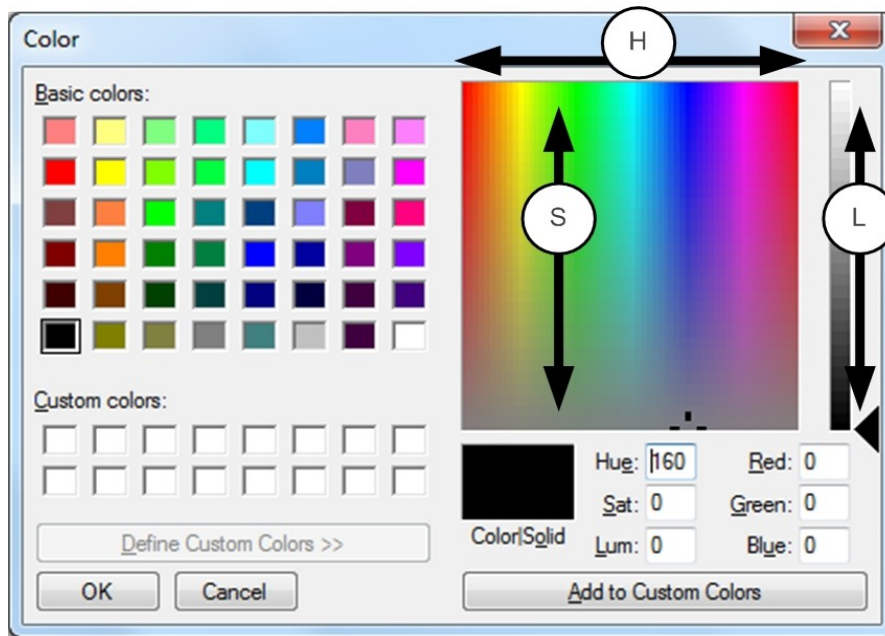 Color
H
Basic colors:
S
L
Custom colors:
Define Custom Colors >>
OK
Cancel
Color|Solid
Hue: 160
Red: 0
Sat: 0
Green: 0
Lum: 0
Blue: 0
Add to Custom Colors